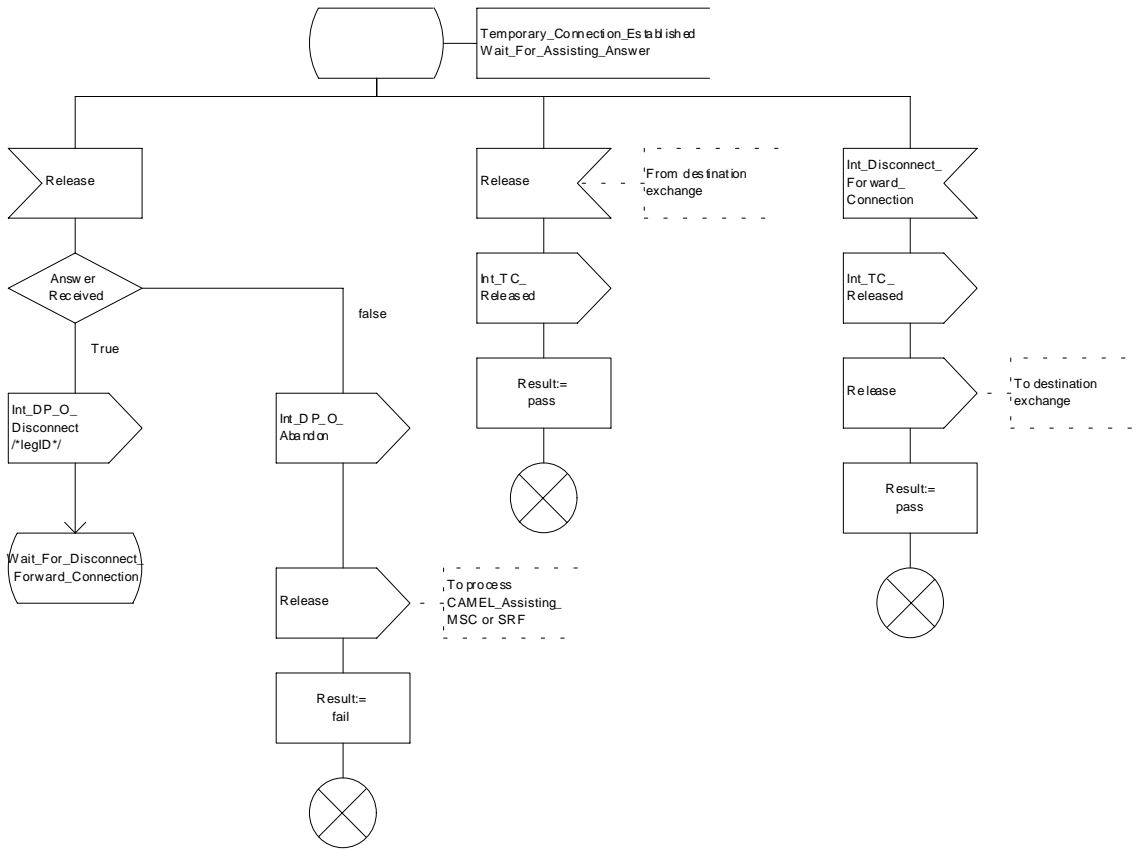 Temporary_Connection_Established
Wait_For_Assisting_Answer
Release
Release
From destination
exchange
Int_Disconnect_
Forward_
Connection
Answer
Received
false
True
Int_TC_
Released
Int_TC_
Released
Result:=
pass
Release
To destination
exchange
Int_DP_O_
Disconnect
/*legID*/
Int_DP_O_
Abandon
Result:=
pass
Wait_For_Disconnect_
Forward_Connection
Release
To process
CAMEL_Assisting_
MSC or SRF
Result:=
fail